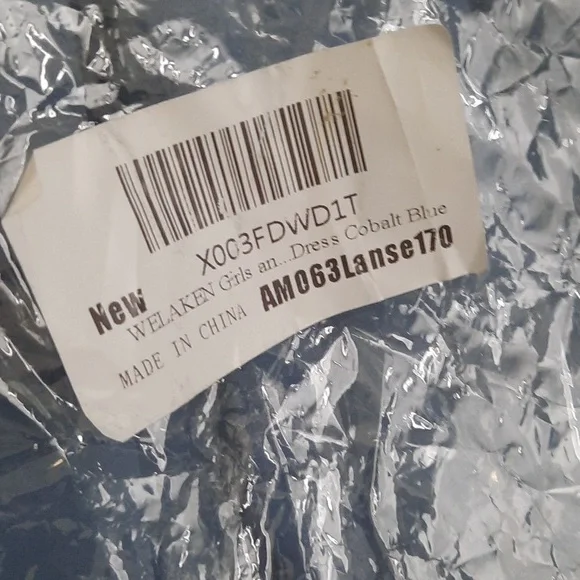 X003FDWD1T
WELAKEN Girls an...Dress Cobalt Blue
New
AM063Lanse170
MADE IN CHINA